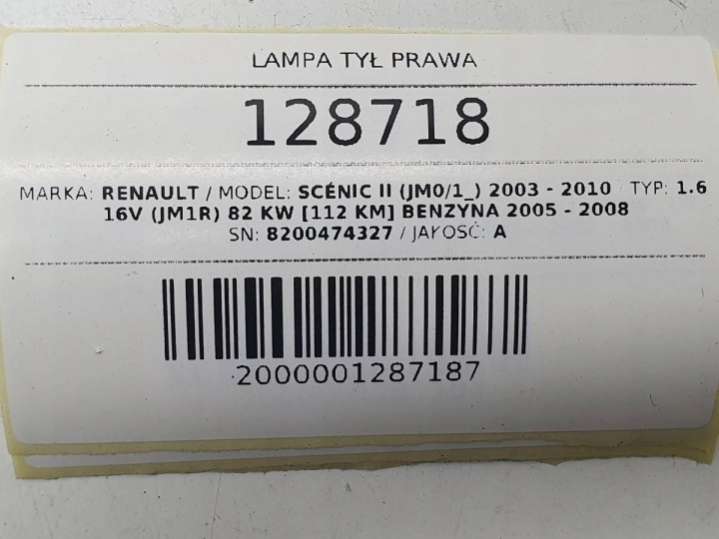 LAMPA TYŁ PRAWA
128718
MARKA: RENAULT / MODEL: SCÉNIC II (JM0/1_) 2003 - 2010 TYP: 1.6
16V (JM1R) 82 KW [112 KM] BENZYNA 2005 - 2008
SN: 8200474327 / JAKOŚĆ: A
2000001287187